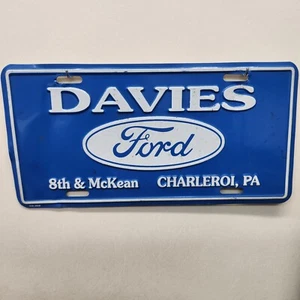 DAVIES
Ford
8th & McKean CHARLEROI, PA